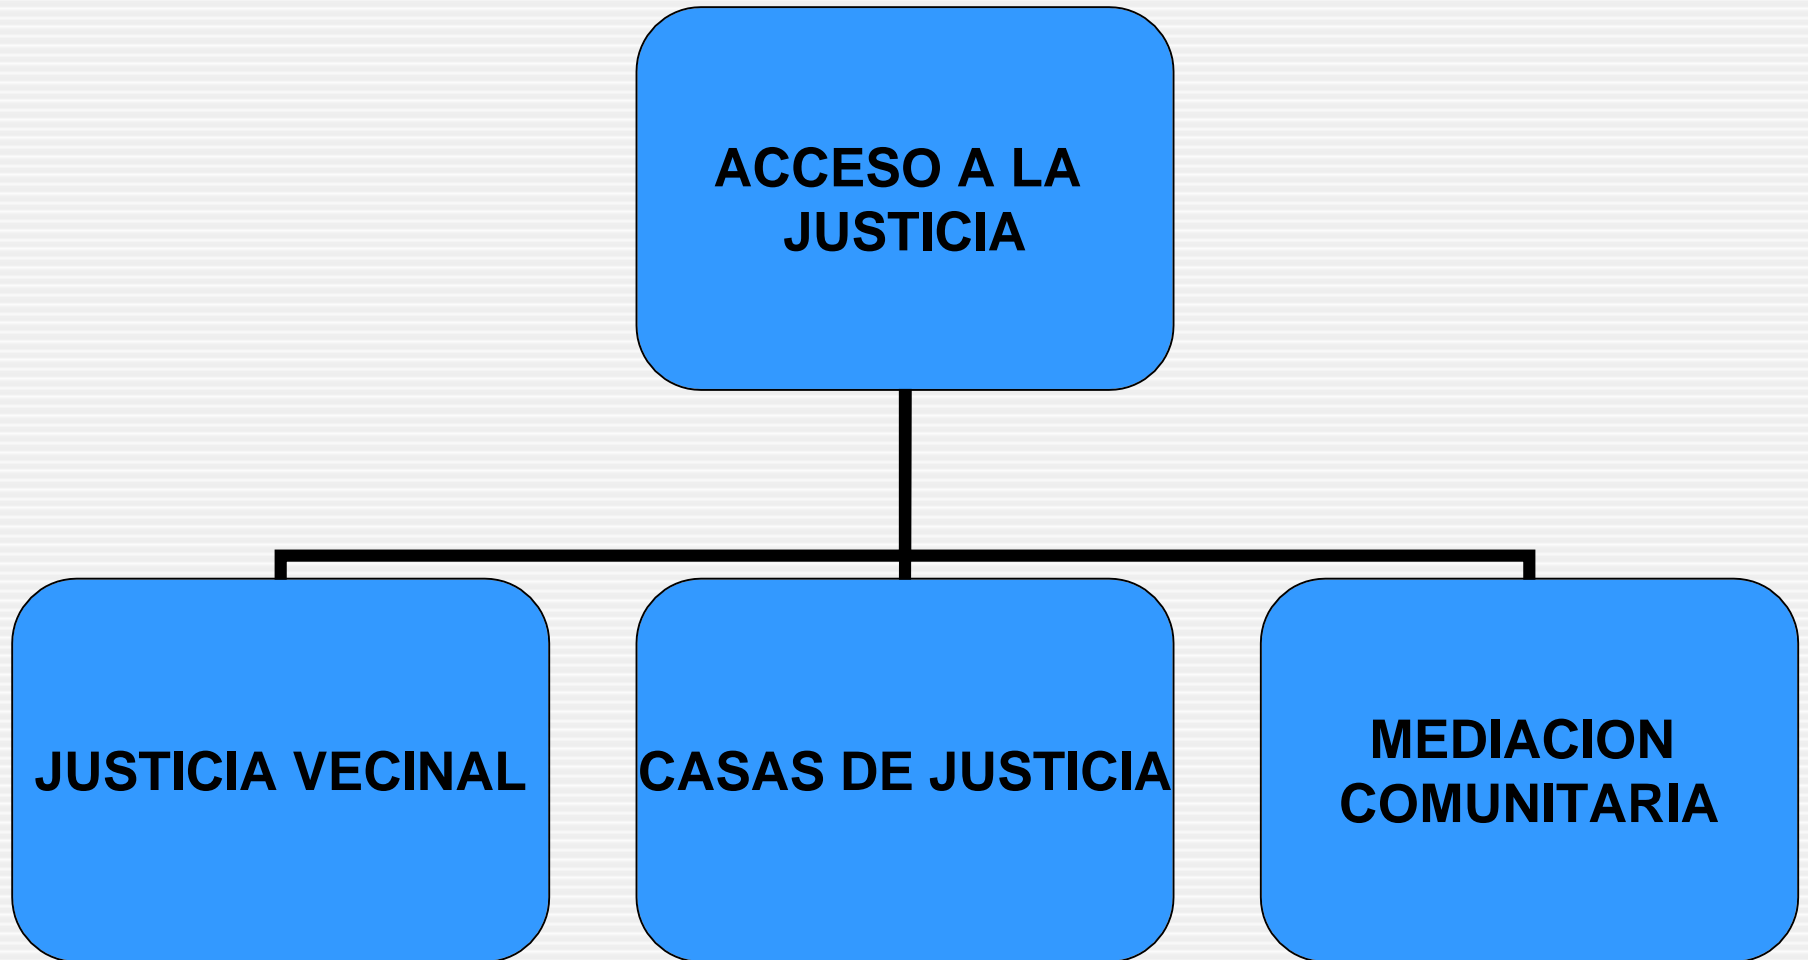 ACCESO A LA
JUSTICIA
JUSTICIA VECINAL
CASAS DE JUSTICIA
MEDIACION
COMUNITARIA